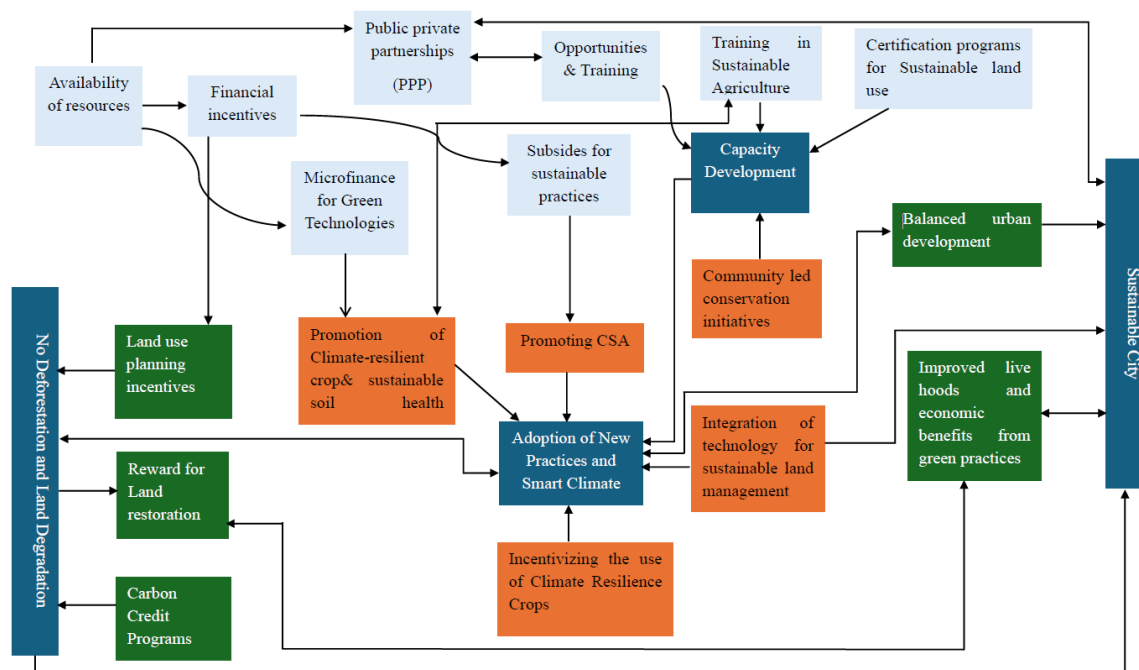 Public private
partnerships
(PPP)
Opportunities
& Training
Training in
Sustainable
Agriculture
Certification programs
for Sustainable land
use
Availability
of resources
Financial
incentives
Microfinance
for Green
Technologies
Subsides for
sustainable
practices
Capacity
Development
Balanced urban
development
Sustainable City
Community led
conservation
initiatives
No Deforestation and Land Degradation
Land use
planning
incentives
Promotion of
Climate-resilient
crop& sustainable
soil health
Promoting CSA
Improved live
hoods and
economic
benefits from
green practices
Adoption of New
Practices and
Smart Climate
Integration of
technology for
sustainable land
management
Reward for
Land
restoration
Incentivizing the use
of Climate Resilience
Crops
Carbon
Credit
Programs